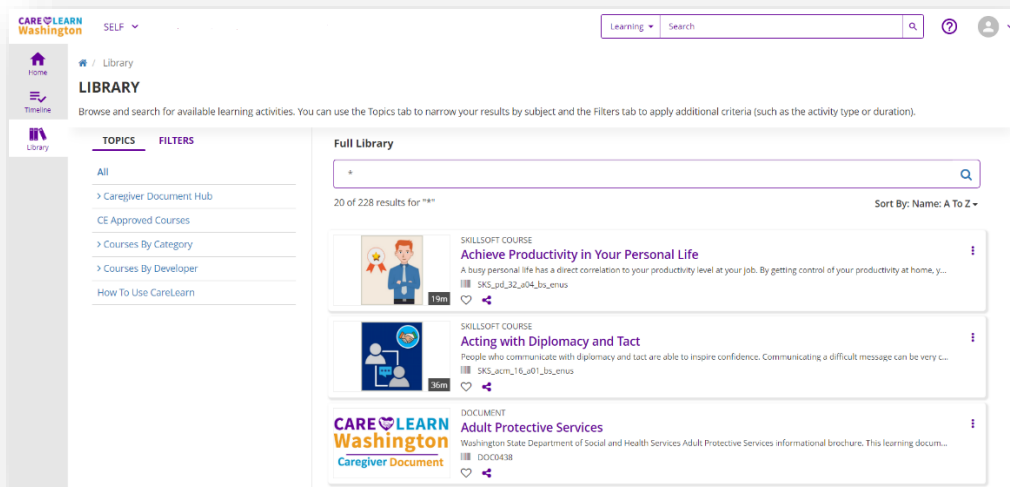 CARE LEARN
Washington
SELF
Learning
Search
Home
Timeline
Library
/ Library
LIBRARY
Browse and search for available learning activities. You can use the Topics tab to narrow your results by subject and the Filters tab to apply additional criteria (such as the activity type or duration).
TOPICS FILTERS
All
> Caregiver Document Hub
CE Approved Courses
> Courses By Category
> Courses By Developer
How To Use CareLearn
Full Library
*
20 of 228 results for "*"
Sort By: Name: A To Z
SKILLSOFT COURSE
Achieve Productivity in Your Personal Life
A busy personal life has a direct correlation to your productivity level at your job. By getting control of your productivity at home, y...
SKS_pd_32_a04_bs_enus
19m
SKILLSOFT COURSE
Acting with Diplomacy and Tact
People who communicate with diplomacy and tact are able to inspire confidence. Communicating a difficult message can be very c...
SKS_acm_16_a01_bs_enus
36m
CARE LEARN
Washington
Caregiver Document
DOCUMENT
Adult Protective Services
Washington State Department of Social and Health Services Adult Protective Services informational brochure. This learning docum...
DOC0438